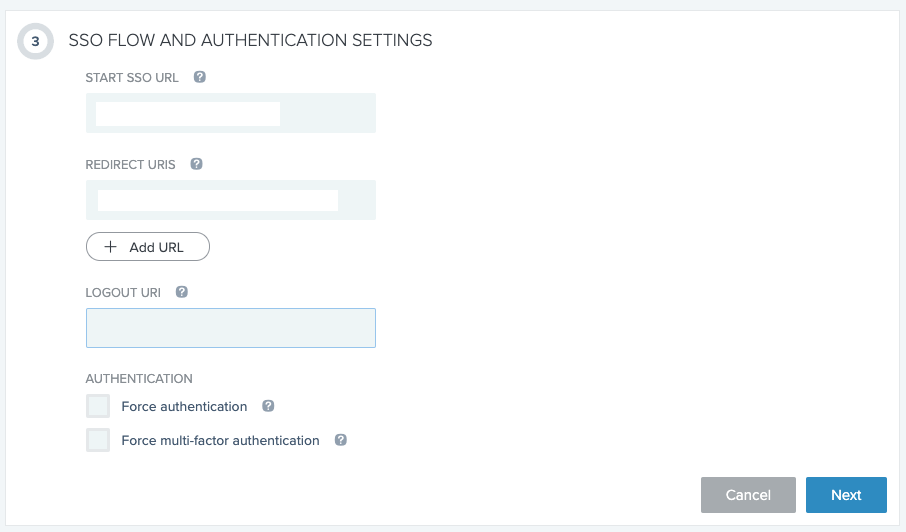 3 SSO FLOW AND AUTHENTICATION SETTINGS
START SSO URL ?
REDIRECT URIS ?
+ Add URL
LOGOUT URI ?
AUTHENTICATION
Force authentication ?
Force multi-factor authentication ?
Cancel Next